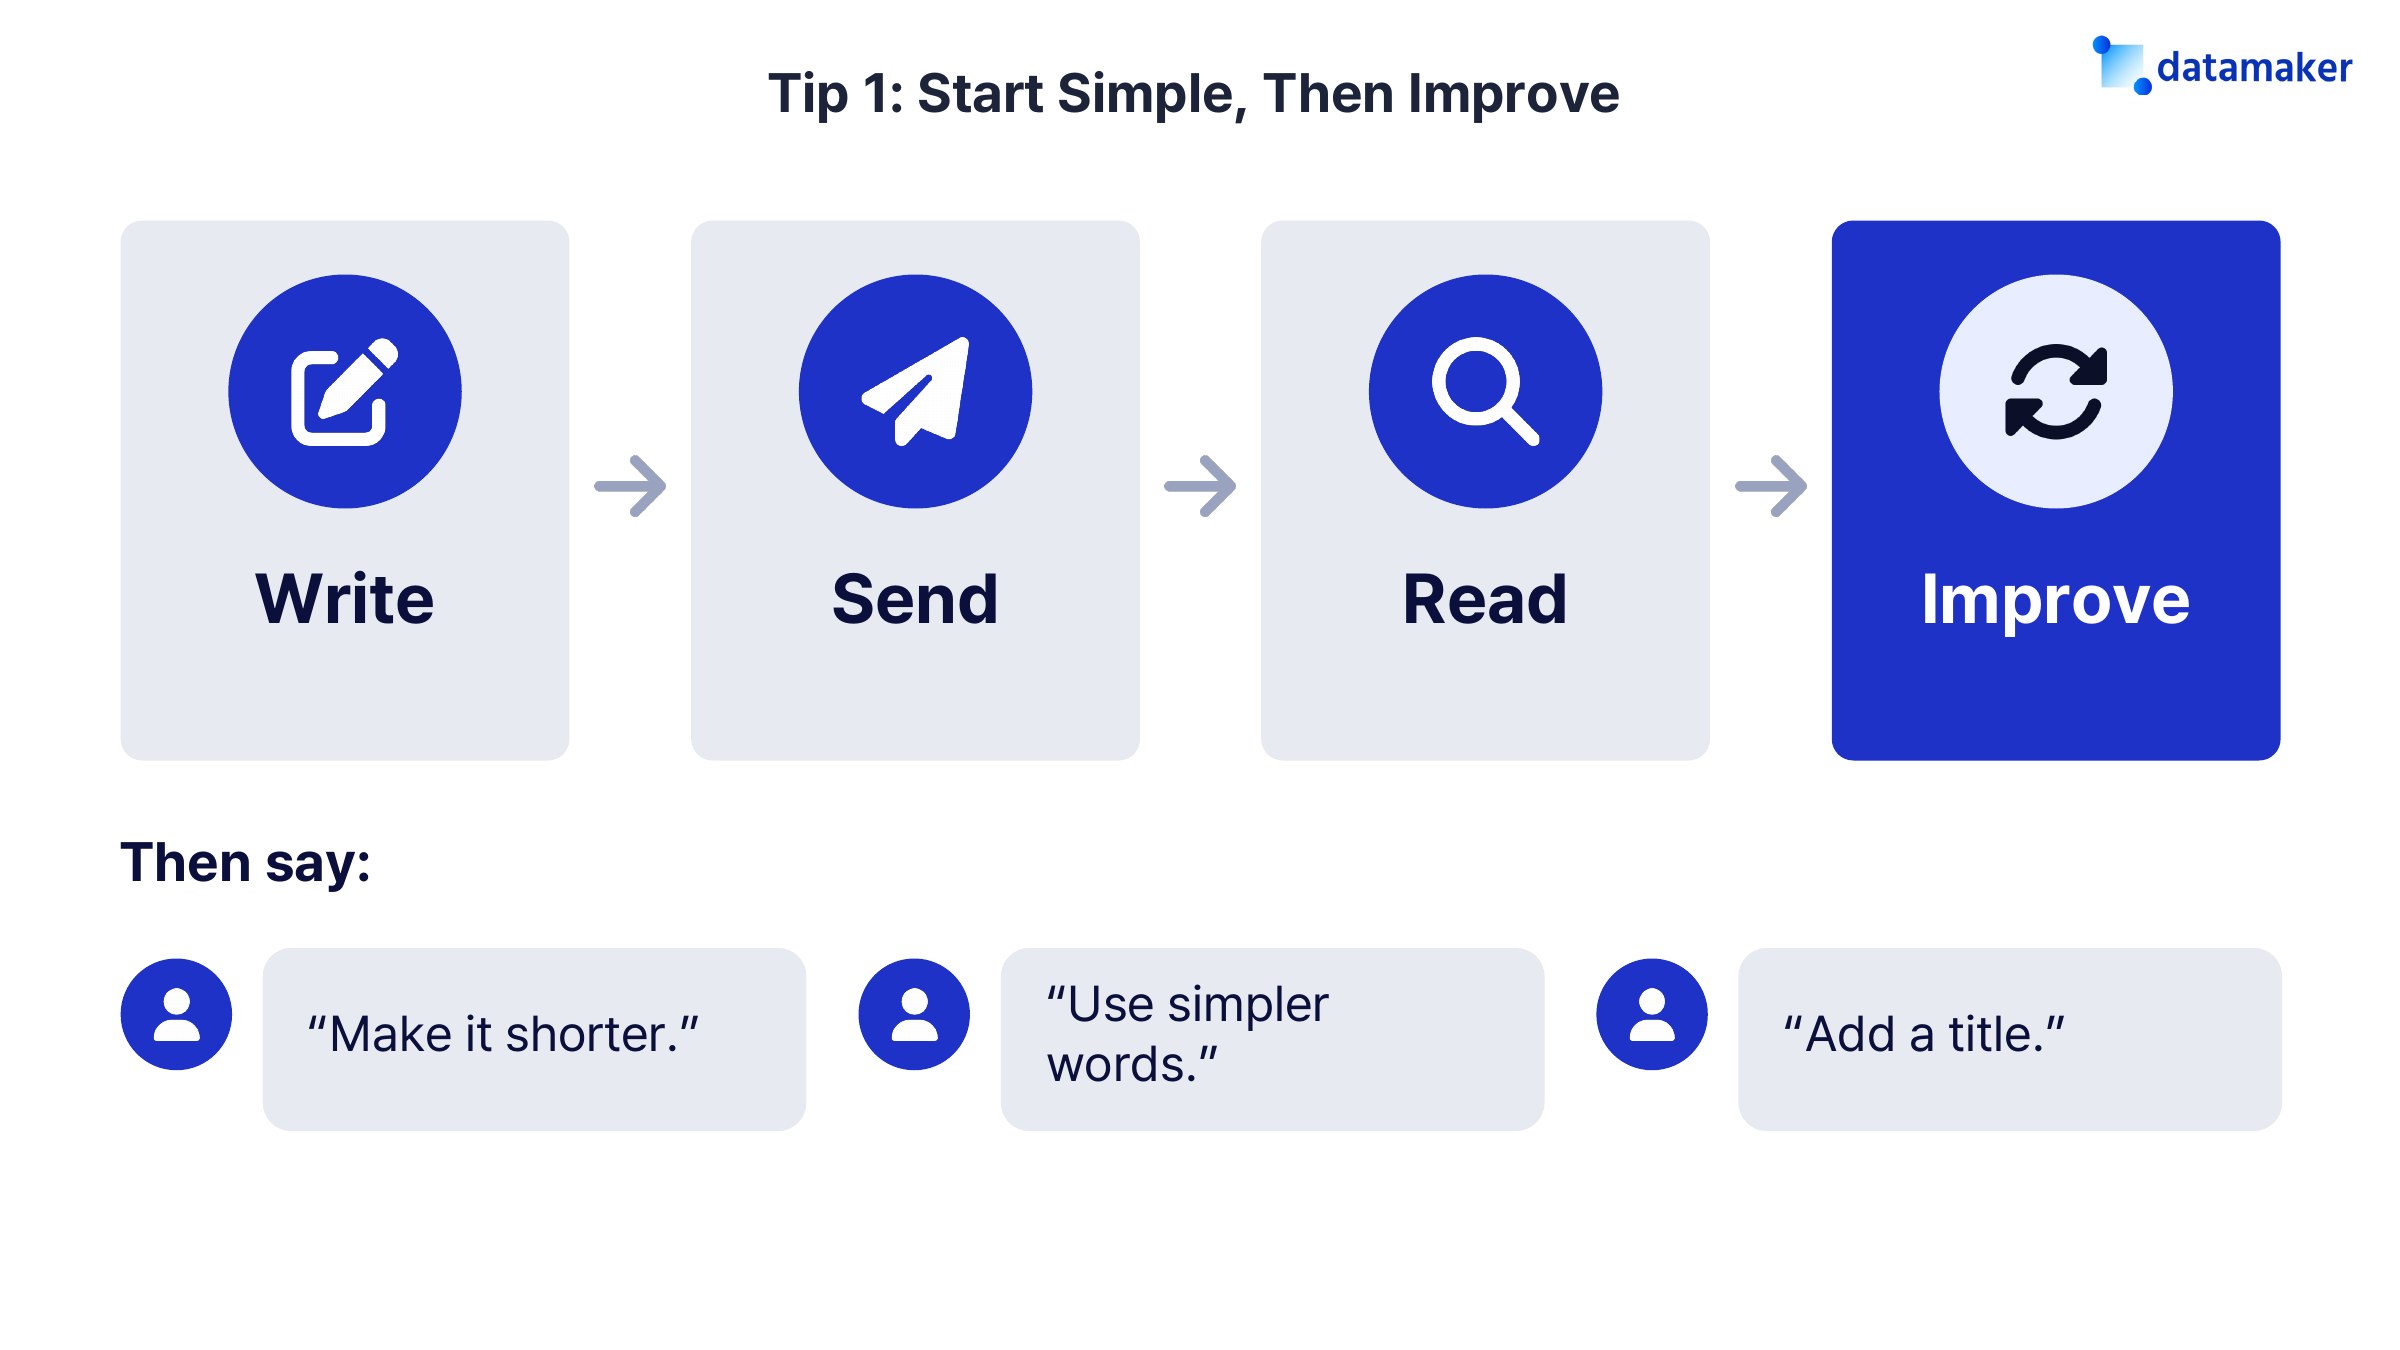 datamaker
Tip 1: Start Simple, Then Improve
Write
Send
Read
Improve
Then say:
“Make it shorter.”
“Use simpler
words.”
“Add a title.”